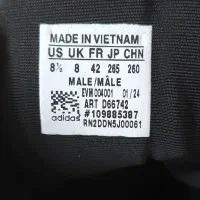 MADE IN VIETNAM
US UK FR JP CHN
8½ 8 42 265 260
MALE/MÂLE
EVM 004001 01/24
ART D66742
#109885387
adidas RN2DDN5J00061